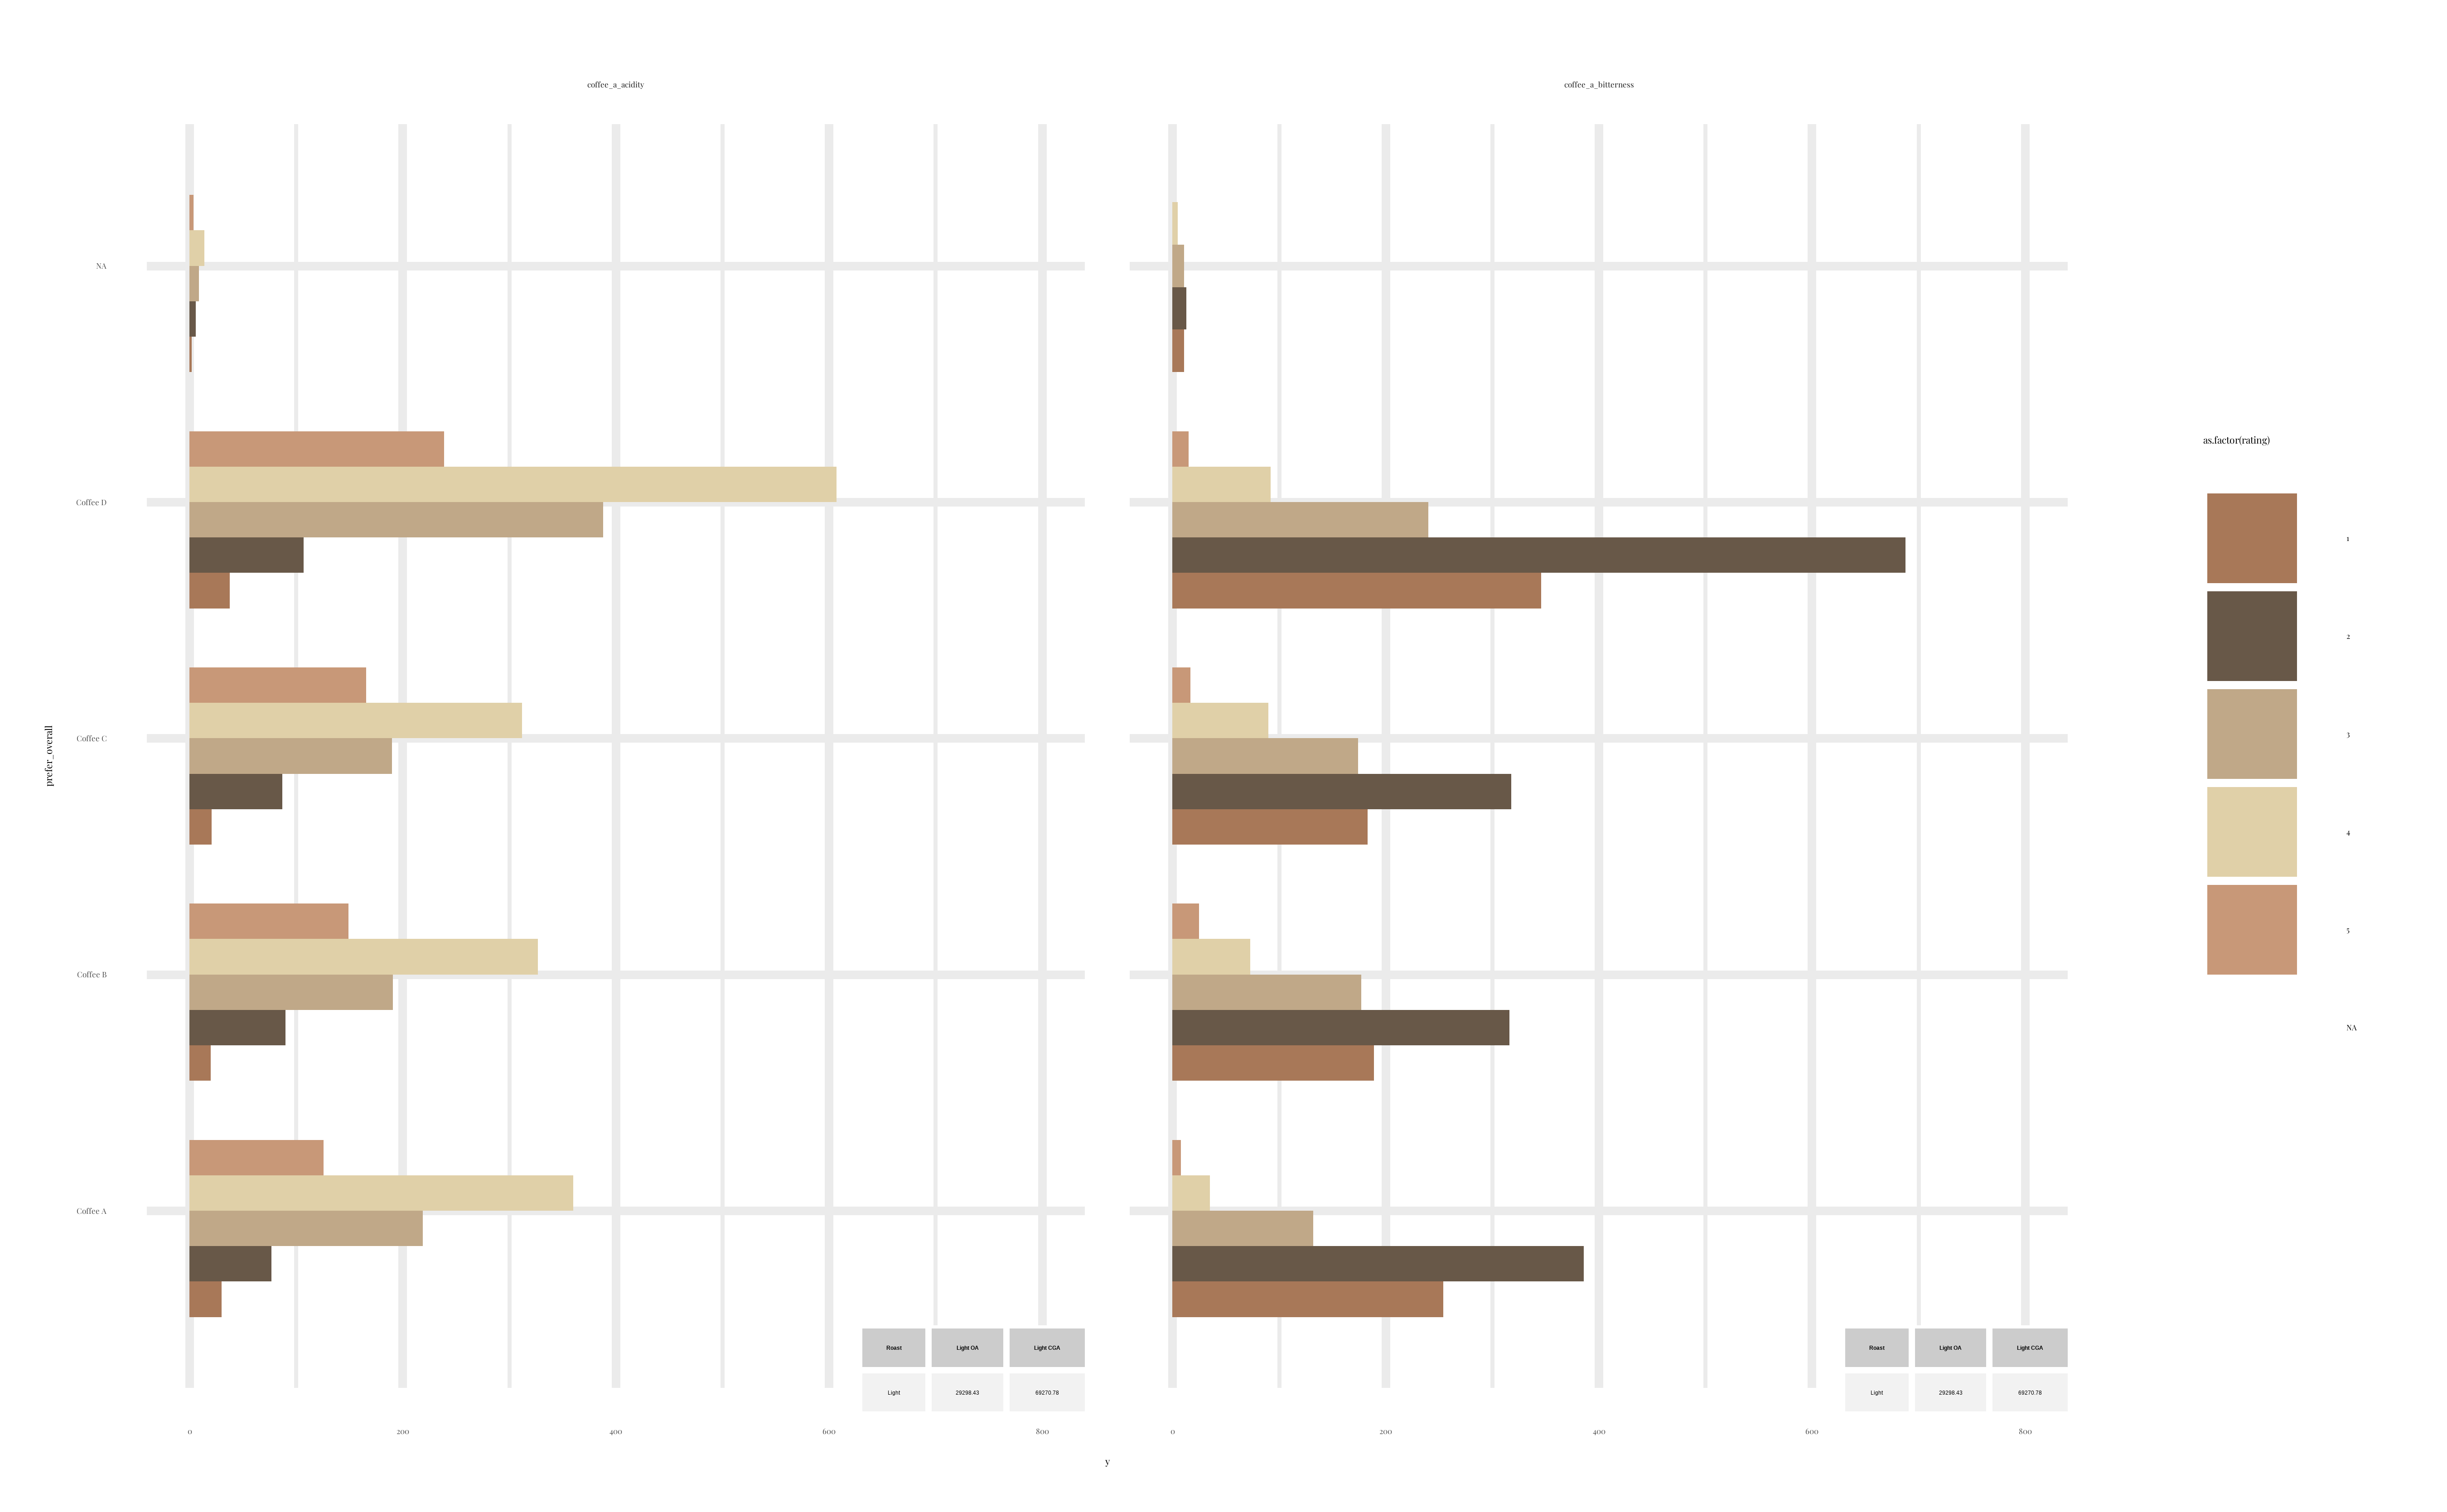 coffee_a_acidity
coffee_a_bitterness
NA
Coffee D
Coffee C
Coffee B
Coffee A
prefer_overall
as.factor(rating)
1
2
3
4
5
NA
Roast Light OA Light CGA
Light 29298.43 69270.78
Roast Light OA Light CGA
Light 29298.43 69270.78
0 200 400 600 800
0 200 400 600 800
y